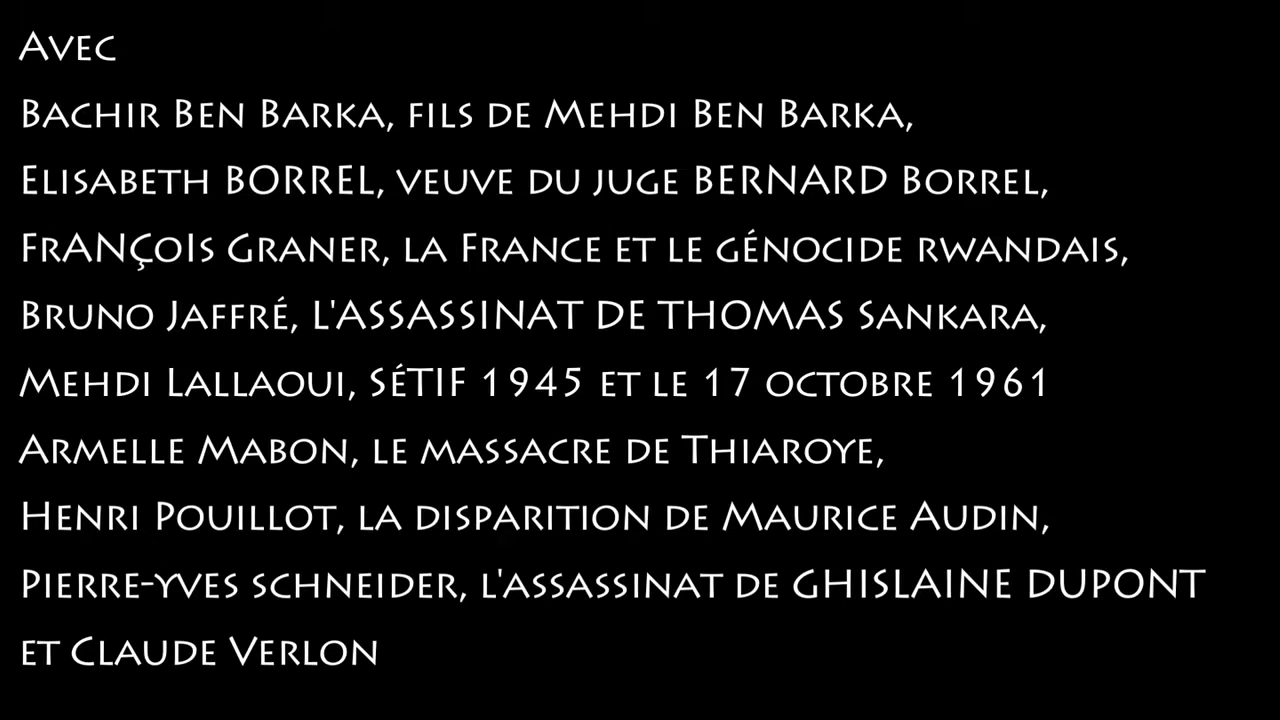 Avec
Bachir Ben Barka, fils de Mehdi Ben Barka,
Elisabeth BORREL, veuve du juge BERNARD Borrel,
FrANÇoIs Graner, la France et le génocide rwandais,
Bruno Jaffré, L'ASSASSINAT DE THOMAS Sankara,
Mehdi Lallaoui, SéTIF 1945 et le 17 octobre 1961
Armelle Mabon, le massacre de Thiaroye,
Henri Pouillot, la disparition de Maurice Audin,
Pierre-yves schneider, l'assassinat de GHISLAINE DUPONT
et Claude Verlon